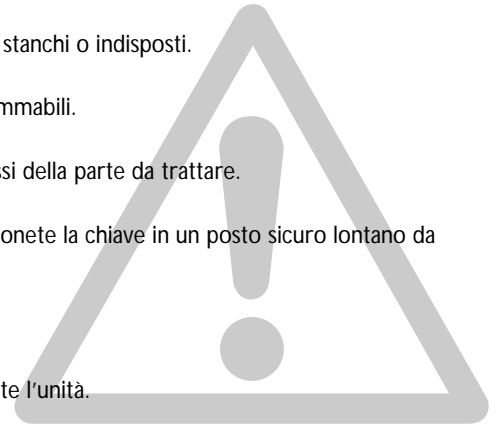 stanchi o indisposti.
mmabili.
ssi della parte da trattare.
onete la chiave in un posto sicuro lontano da
te l'unità.